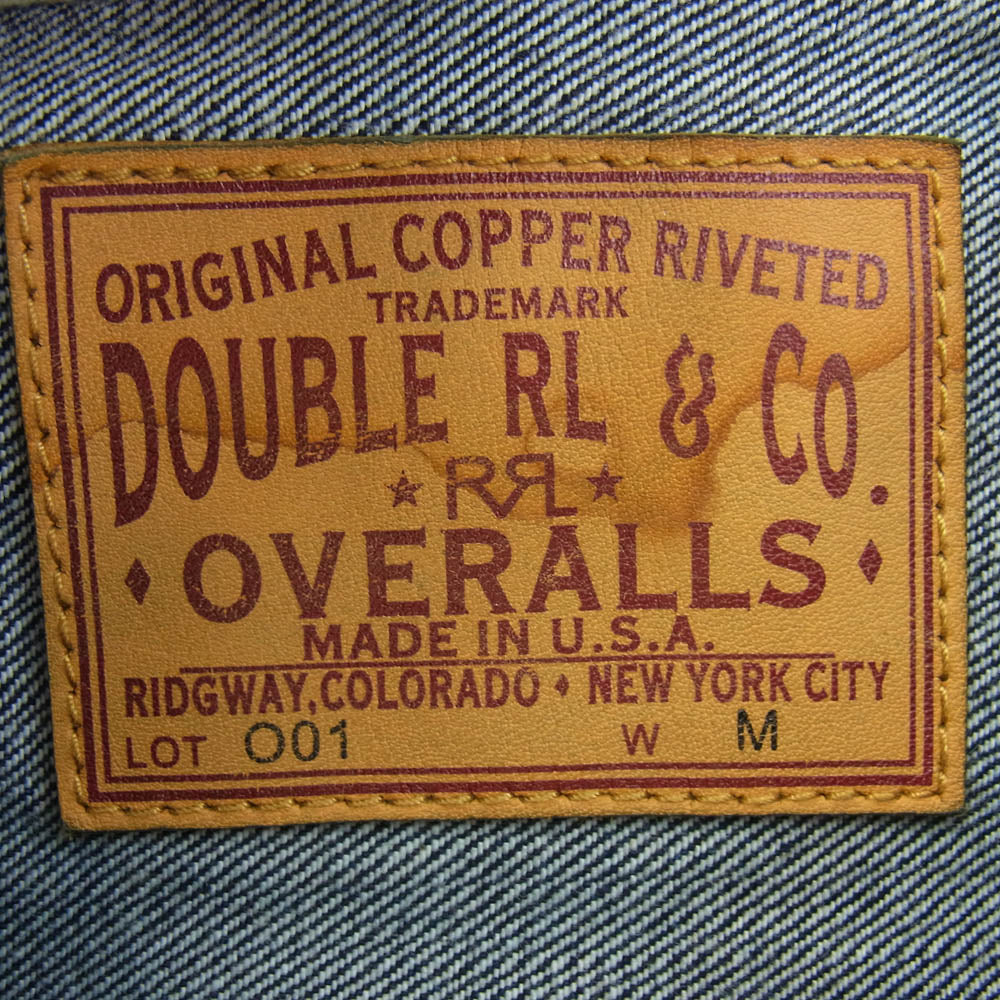 ORIGINAL COPPER RIVETED
TRADEMARK
DOUBLE RL & CO.
RRL
OVERALLS
MADE IN U.S.A.
RIDGWAY, COLORADO ♦ NEW YORK CITY
LOT 001 W M